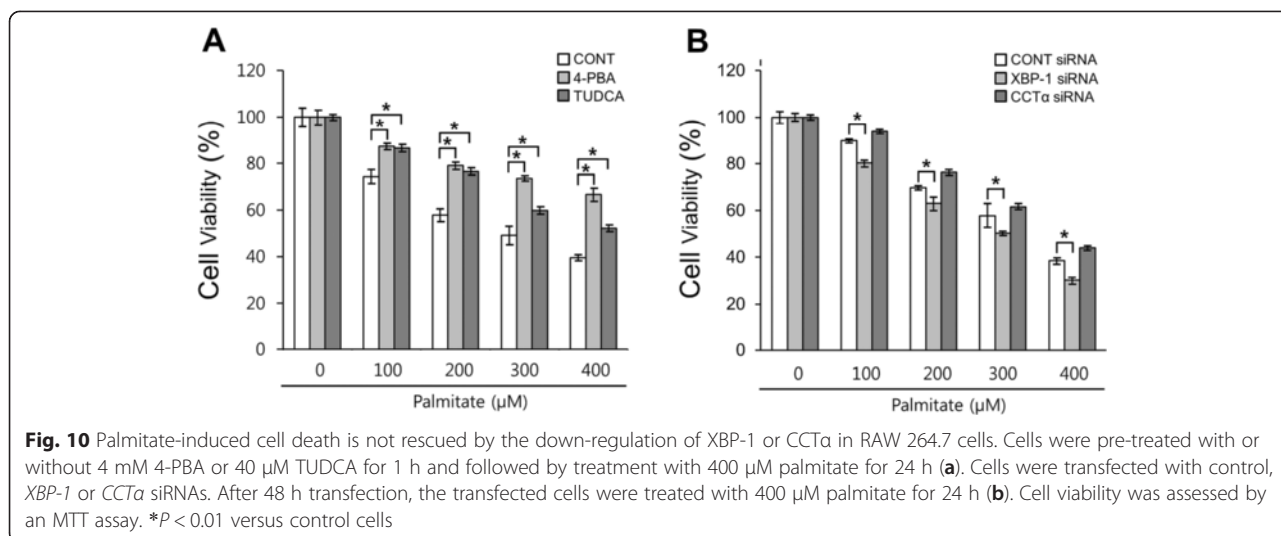 A
CONT
4-PBA
TUDCA
Cell Viability (%)
120
100
80
60
40
20
0
* * * * * * * *
0 100 200 300 400
Palmitate (µM)
B
CONT siRNA
XBP-1 siRNA
CCTα siRNA
Cell Viability (%)
120
100
80
60
40
20
0
* * * *
0 100 200 300 400
Palmitate (µM)
Fig. 10 Palmitate-induced cell death is not rescued by the down-regulation of XBP-1 or CCTα in RAW 264.7 cells. Cells were pre-treated with or
without 4 mM 4-PBA or 40 µM TUDCA for 1 h and followed by treatment with 400 µM palmitate for 24 h (a). Cells were transfected with control,
XBP-1 or CCTα siRNAs. After 48 h transfection, the transfected cells were treated with 400 µM palmitate for 24 h (b). Cell viability was assessed by
an MTT assay. *P < 0.01 versus control cells